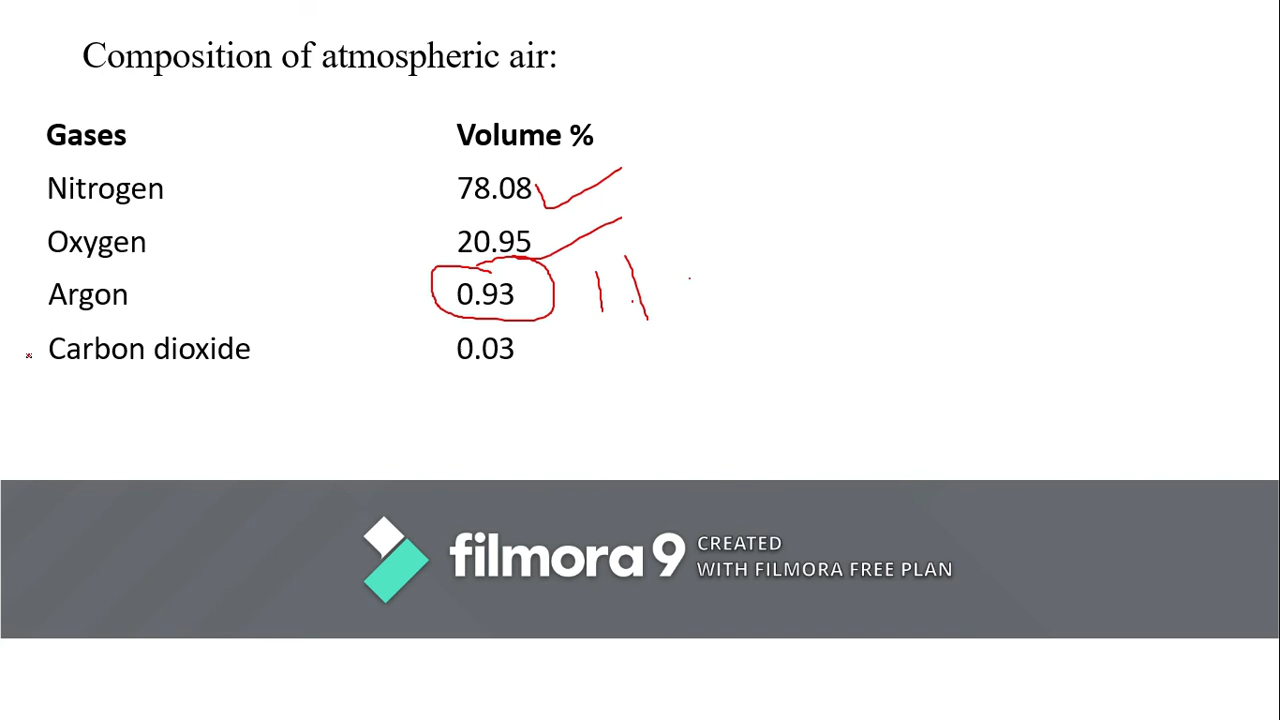 Composition of atmospheric air:
Gases Volume %
Nitrogen 78.08
Oxygen 20.95
Argon 0.93
Carbon dioxide 0.03
filmora 9 CREATED
WITH FILMORA FREE PLAN